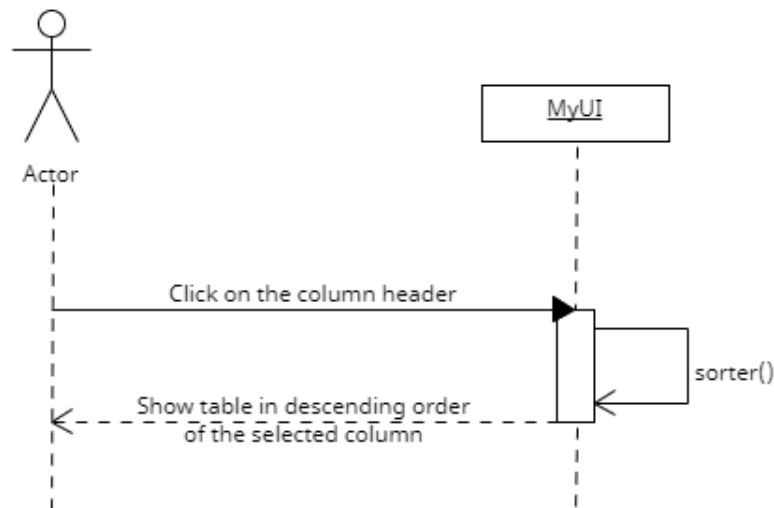 MyUI
Actor
Click on the column header
sorter()
Show table in descending order
of the selected column